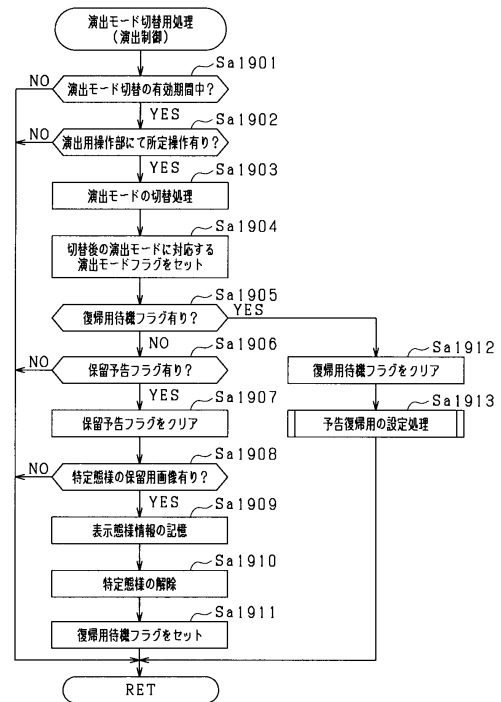 演出モード切替用処理
(演出制御)
Sa1901
NO
演出モード切替の有効期間中?
YES
Sa1902
NO
演出用操作部にて所定操作有り?
YES
Sa1903
演出モードの切替処理
Sa1904
切替後の演出モードに対応する
演出モードフラグをセット
Sa1905
復帰用待機フラグ有り?
YES
NO
Sa1906
NO
保留予告フラグ有り?
YES
Sa1907
保留予告フラグをクリア
Sa1908
NO
特定態様の保留用画像有り?
YES
Sa1909
表示態様情報の記憶
Sa1910
特定態様の解除
Sa1911
復帰用待機フラグをセット
Sa1912
復帰用待機フラグをクリア
Sa1913
予告復帰用の設定処理
RET